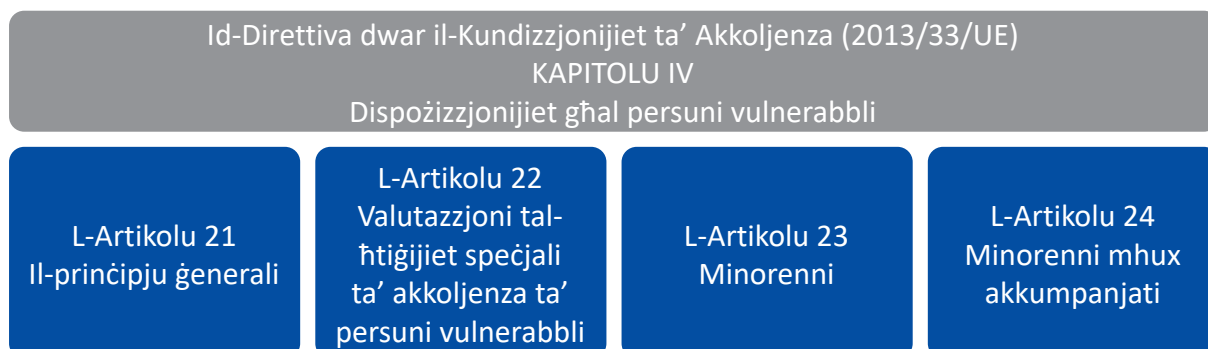 Id-Direttiva dwar il-Kundizzjonijiet ta’ Akkoljenza (2013/33/UE)
KAPITOLU IV
Dispożizzjonijiet għal persuni vulnerabbli
L-Artikolu 21
Il-prinċipju ġenerali
L-Artikolu 22
Valutazzjoni tal-
ħtiġijiet speċjali
ta’ akkoljenza ta’
persuni vulnerabbli
L-Artikolu 23
Minorenni
L-Artikolu 24
Minorenni mhux
akkumpanjati